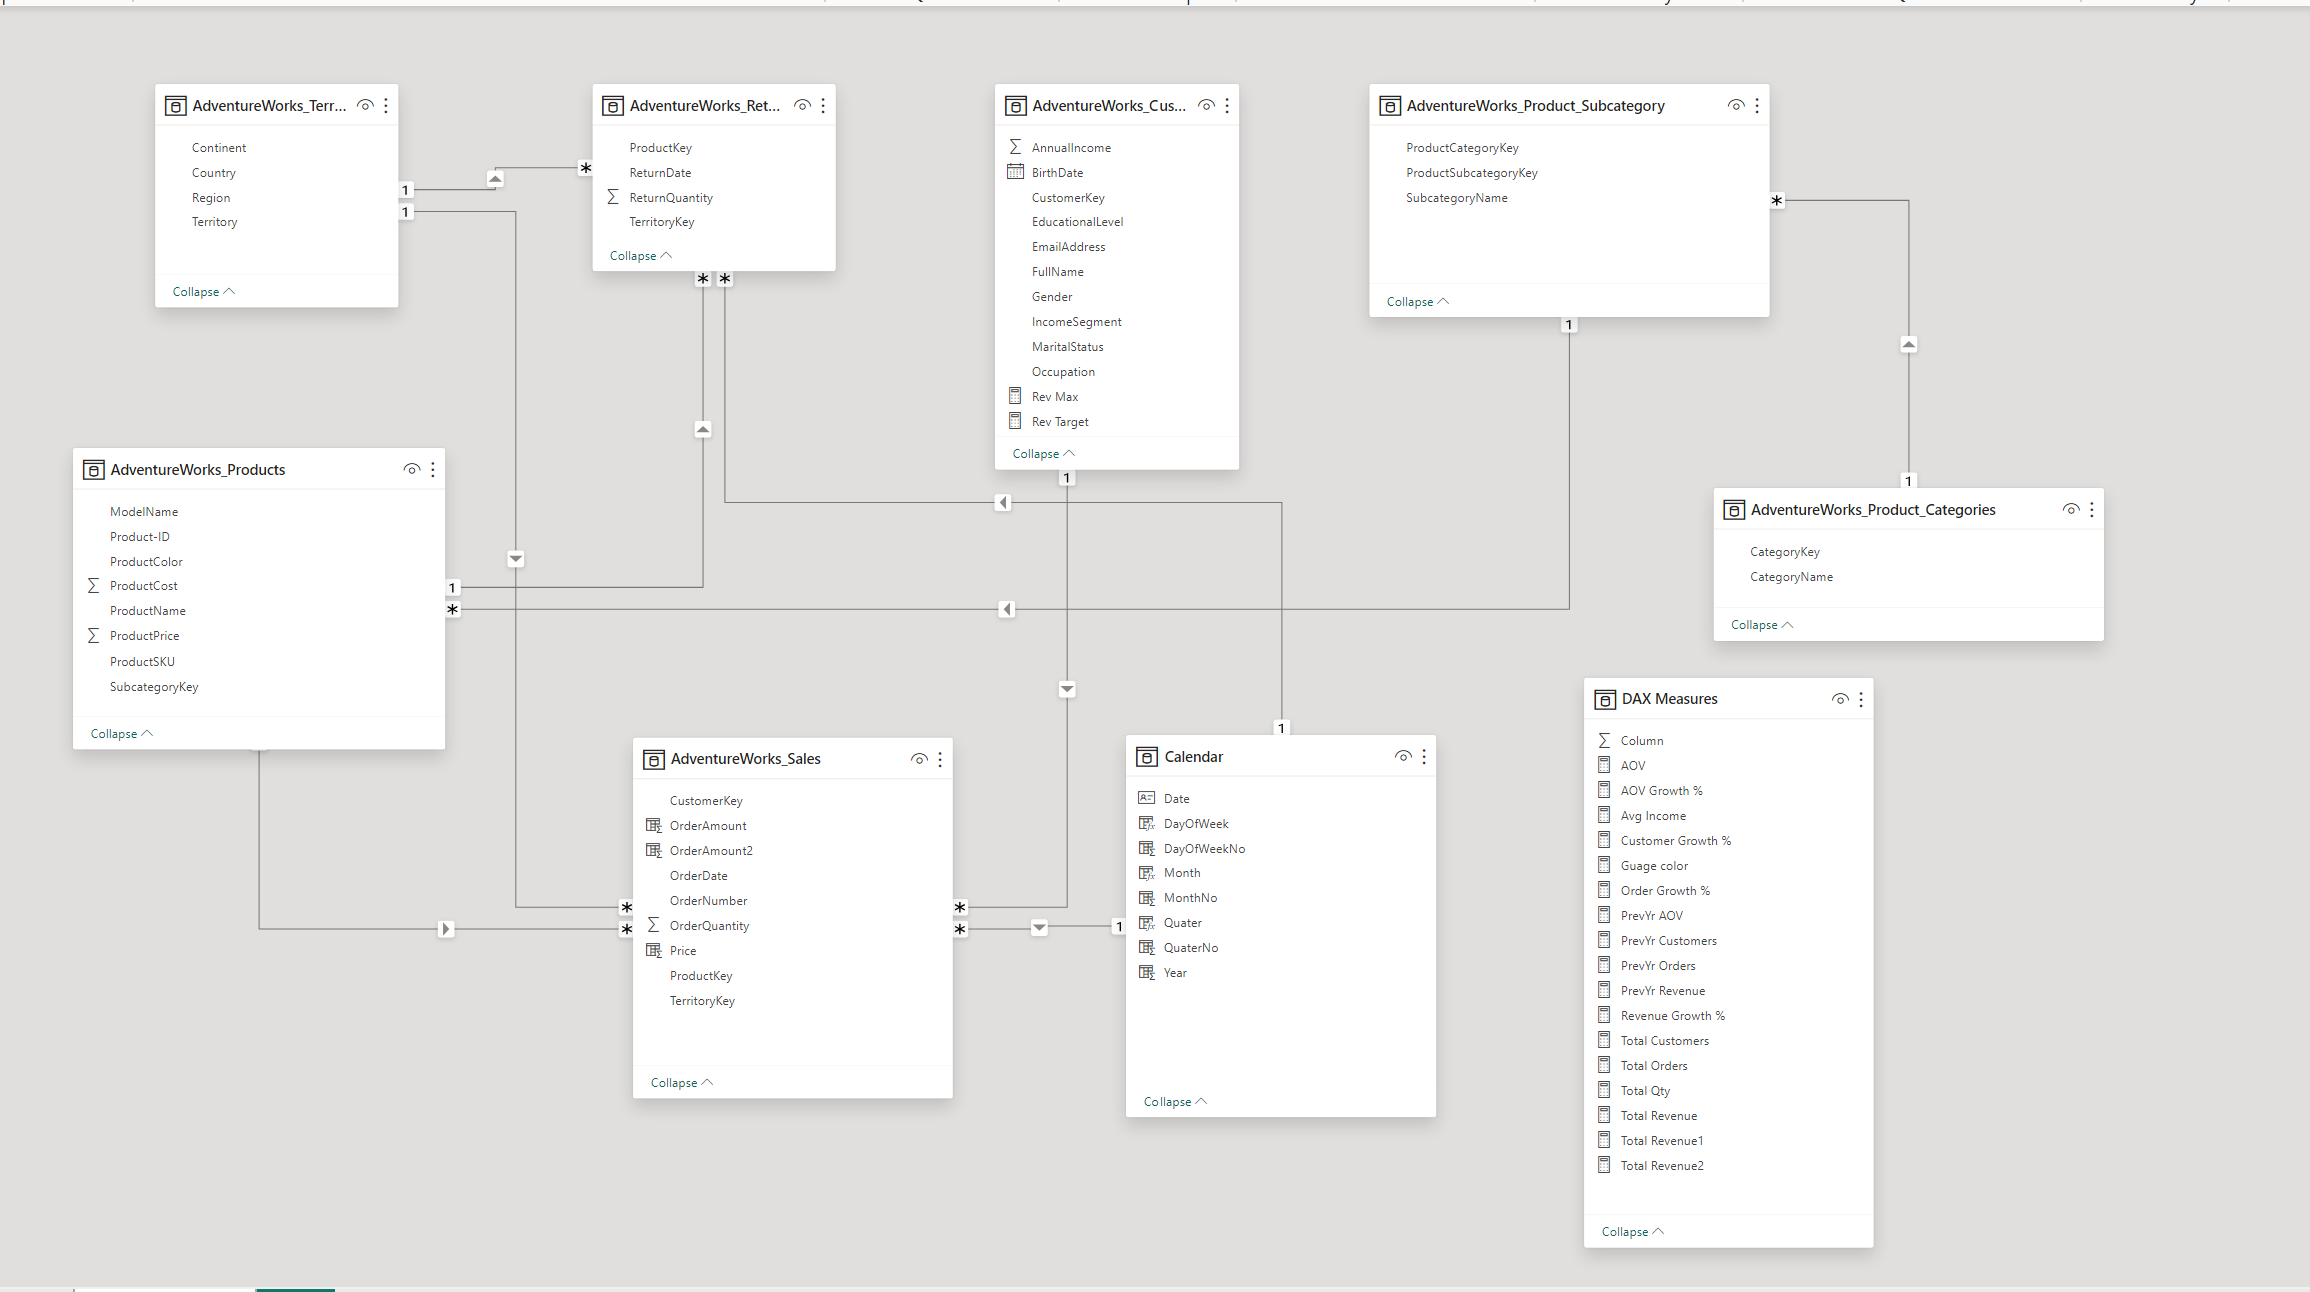 AdventureWorks_Terr...
Continent
Country
Region
Territory
Collapse
AdventureWorks_Ret...
ProductKey
ReturnDate
ReturnQuantity
TerritoryKey
Collapse
AdventureWorks_Cus...
AnnualIncome
BirthDate
CustomerKey
EducationalLevel
EmailAddress
FullName
Gender
IncomeSegment
MaritalStatus
Occupation
Rev Max
Rev Target
Collapse
AdventureWorks_Product_Subcategory
ProductCategoryKey
ProductSubcategoryKey
SubcategoryName
Collapse
1
*
1
* *
1
*
AdventureWorks_Products
ModelName
Product-ID
ProductColor
ProductCost
ProductName
ProductPrice
ProductSKU
SubcategoryKey
Collapse
1
*
1
1
AdventureWorks_Product_Categories
CategoryKey
CategoryName
Collapse
AdventureWorks_Sales
CustomerKey
OrderAmount
OrderAmount2
OrderDate
OrderNumber
OrderQuantity
Price
ProductKey
TerritoryKey
Collapse
*
*
*
*
1
1
Calendar
Date
DayOfWeek
DayOfWeekNo
Month
MonthNo
Quater
QuaterNo
Year
Collapse
DAX Measures
Column
AOV
AOV Growth %
Avg Income
Customer Growth %
Guage color
Order Growth %
PrevYr AOV
PrevYr Customers
PrevYr Orders
PrevYr Revenue
Revenue Growth %
Total Customers
Total Orders
Total Qty
Total Revenue
Total Revenue1
Total Revenue2
Collapse